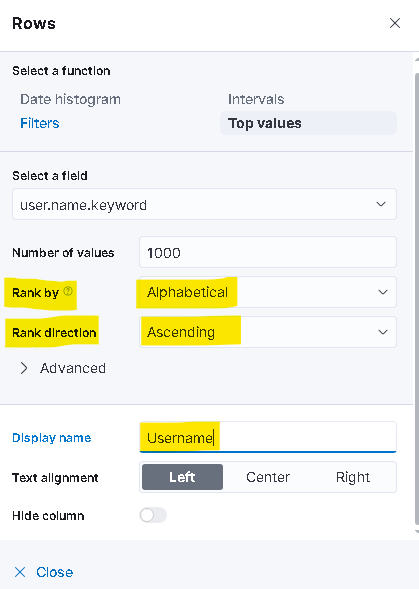 Rows
Select a function
Date histogram Intervals
Filters Top values
Select a field
user.name.keyword
Number of values 1000
Rank by Alphabetical
Rank direction Ascending
Advanced
Display name Username
Text alignment Left Center Right
Hide column
Close